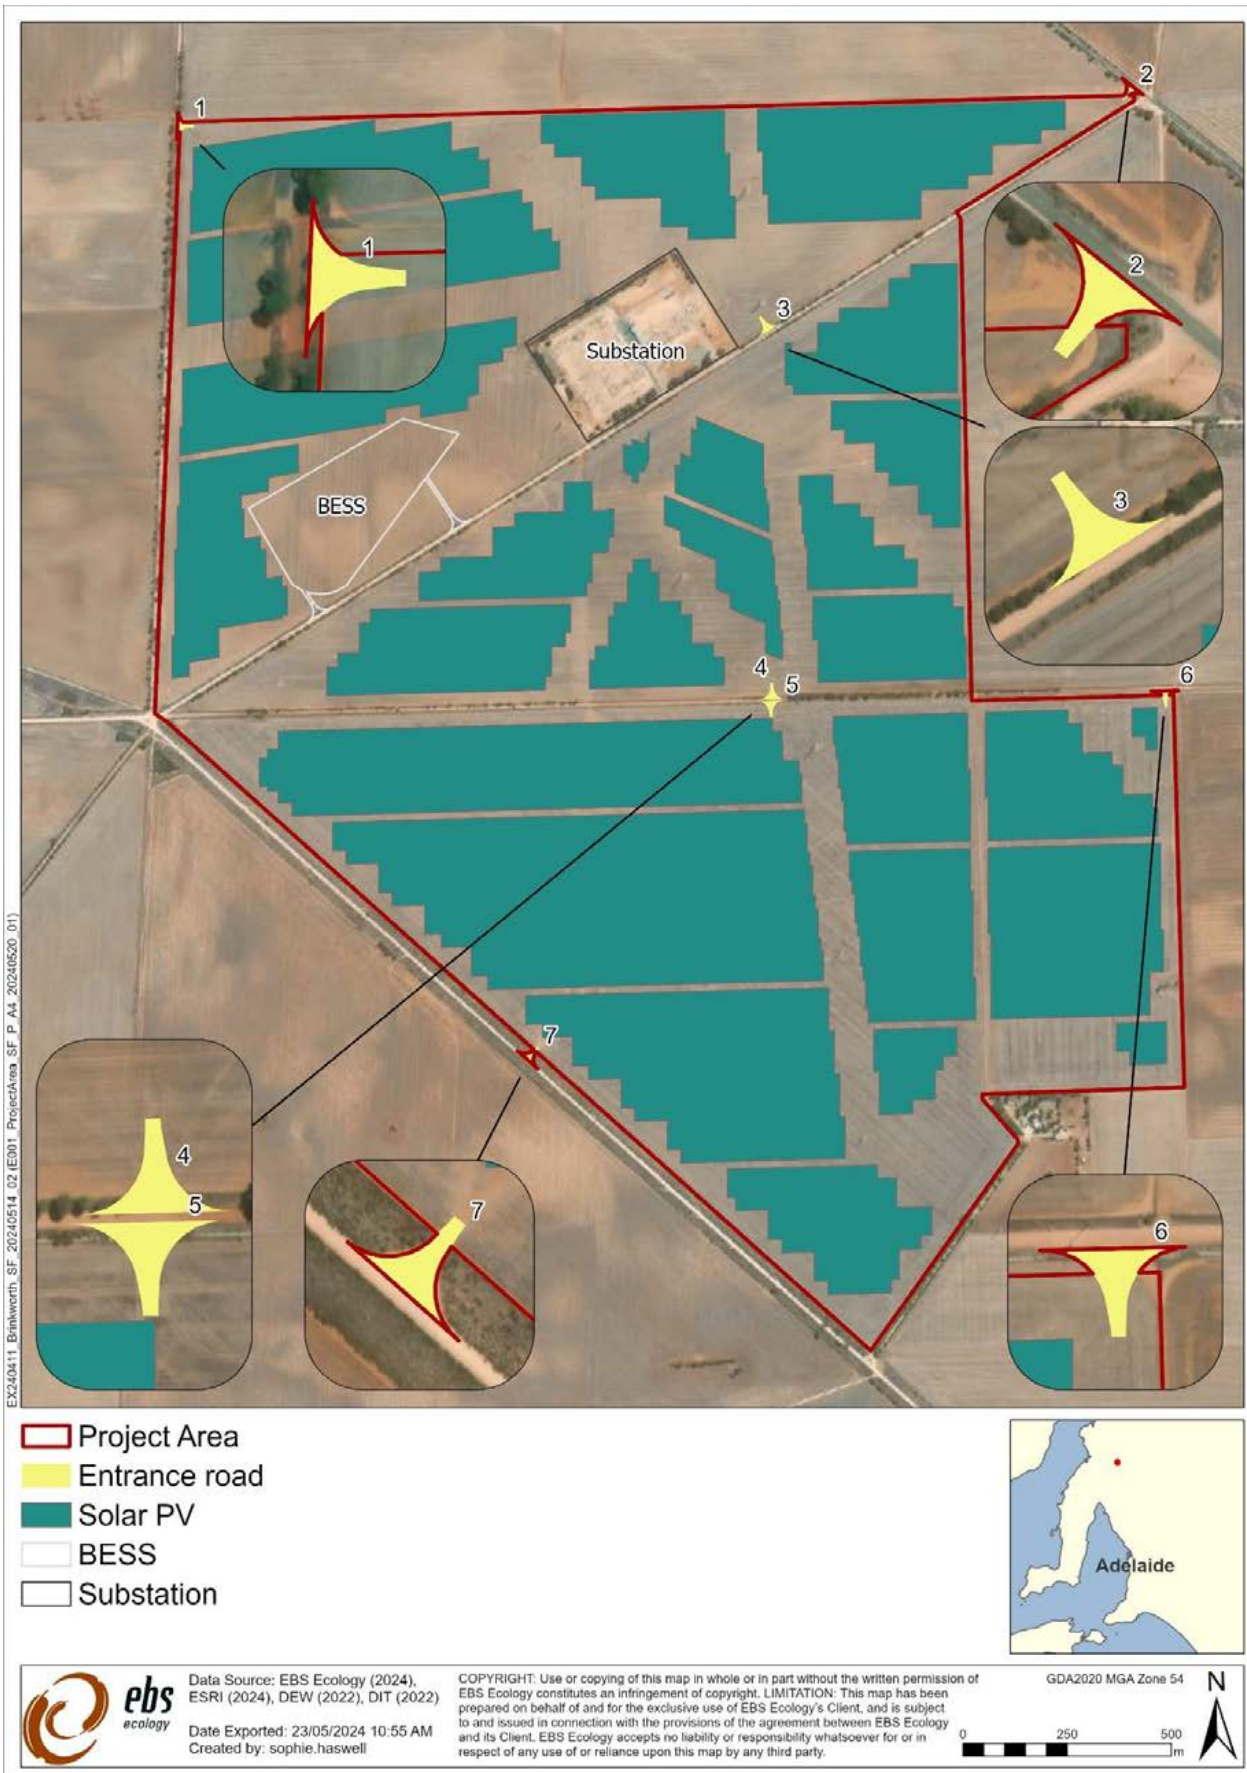 1
2
1
2
3
Substation
3
BESS
4
5
6
7
4
5
7
6
EX240411_Brinkworth_SF_20240514_02 (E001_ProjectArea_SF_P_A4_20240520_01)
Project Area
Entrance road
Solar PV
BESS
Substation
Adelaide
ebs
ecology
Data Source: EBS Ecology (2024),
ESRI (2024), DEW (2022), DIT (2022)
Date Exported: 23/05/2024 10:55 AM
Created by: sophie.haswell
COPYRIGHT: Use or copying of this map in whole or in part without the written permission of
EBS Ecology constitutes an infringement of copyright. LIMITATION: This map has been
prepared on behalf of and for the exclusive use of EBS Ecology's Client, and is subject
to and issued in connection with the provisions of the agreement between EBS Ecology
and its Client. EBS Ecology accepts no liability or responsibility whatsoever for or in
respect of any use of or reliance upon this map by any third party.
GDA2020 MGA Zone 54
N
0 250 500
m